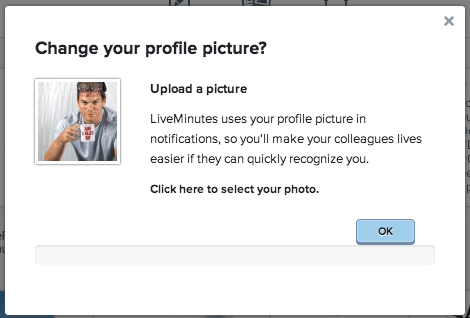 Change your profile picture?
Upload a picture
LiveMinutes uses your profile picture in
notifications, so you'll make your colleagues lives
easier if they can quickly recognize you.
Click here to select your photo.
OK